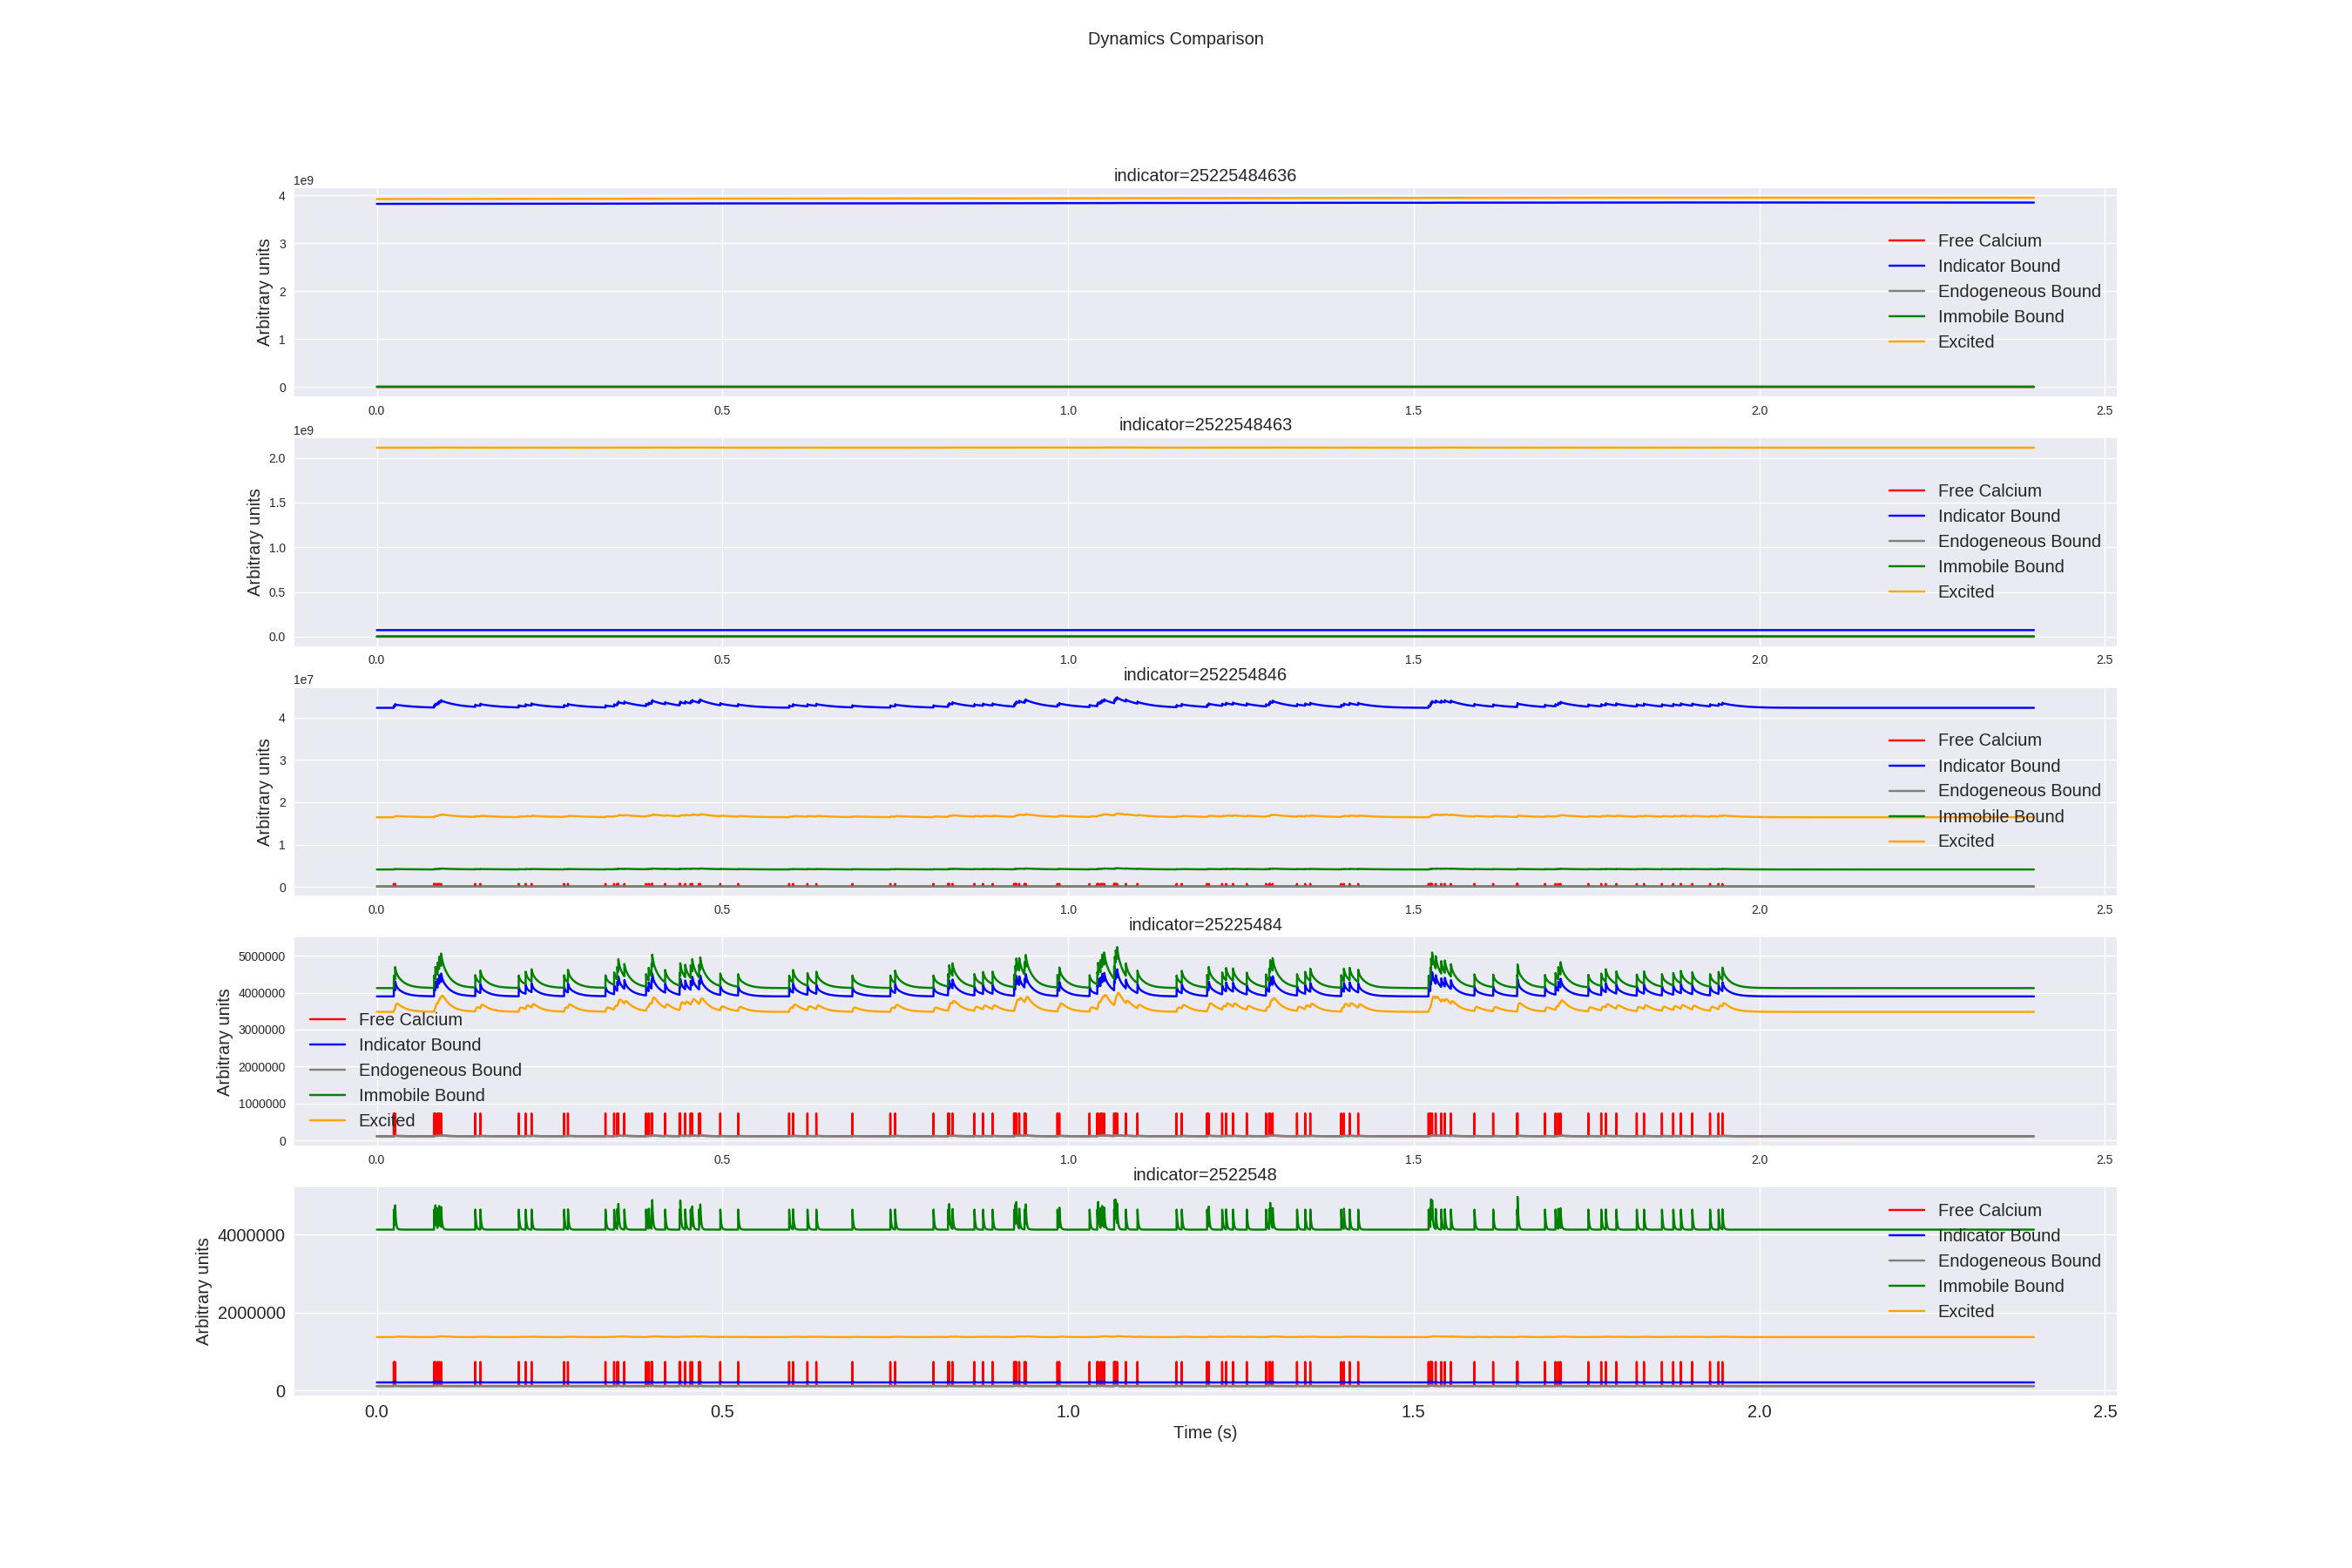 Dynamics Comparison
indicator=25225484636
1e9
4
3
2
1
0
Arbitrary units
Free Calcium
Indicator Bound
Endogeneous Bound
Immobile Bound
Excited
0.0 0.5 1.0 1.5 2.0 2.5
indicator=2522548463
1e9
2.0
1.5
1.0
0.5
0.0
Arbitrary units
Free Calcium
Indicator Bound
Endogeneous Bound
Immobile Bound
Excited
0.0 0.5 1.0 1.5 2.0 2.5
indicator=252254846
1e7
4
3
2
1
0
Arbitrary units
Free Calcium
Indicator Bound
Endogeneous Bound
Immobile Bound
Excited
0.0 0.5 1.0 1.5 2.0 2.5
indicator=25225484
5000000
4000000
3000000
2000000
1000000
0
Arbitrary units
Free Calcium
Indicator Bound
Endogeneous Bound
Immobile Bound
Excited
0.0 0.5 1.0 1.5 2.0 2.5
indicator=2522548
4000000
2000000
0
Arbitrary units
Free Calcium
Indicator Bound
Endogeneous Bound
Immobile Bound
Excited
0.0 0.5 1.0 1.5 2.0 2.5
Time (s)